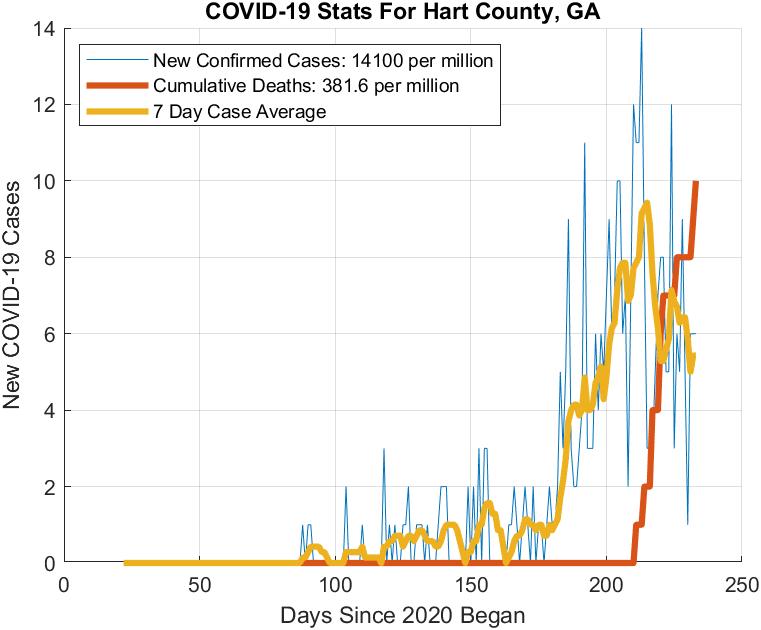 COVID-19 Stats For Hart County, GA
New Confirmed Cases: 14100 per million
Cumulative Deaths: 381.6 per million
7 Day Case Average
New COVID-19 Cases
14
12
10
8
6
4
2
0
0 50 100 150 200 250
Days Since 2020 Began